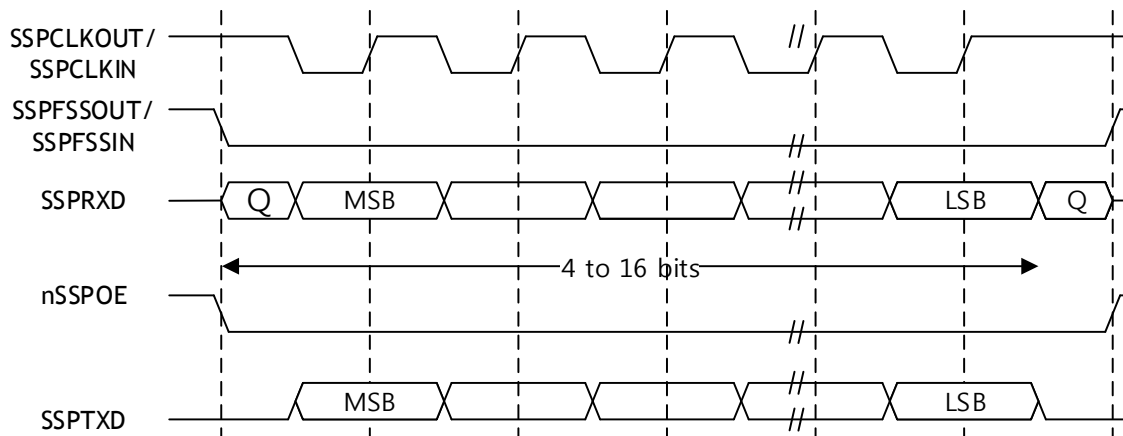 SSPCLKOUT/
SSPCLKIN
SSPFSSOUT/
SSPFSSIN
SSPRXD
Q
MSB
LSB
Q
4 to 16 bits
nSSPOE
SSPTXD
MSB
LSB